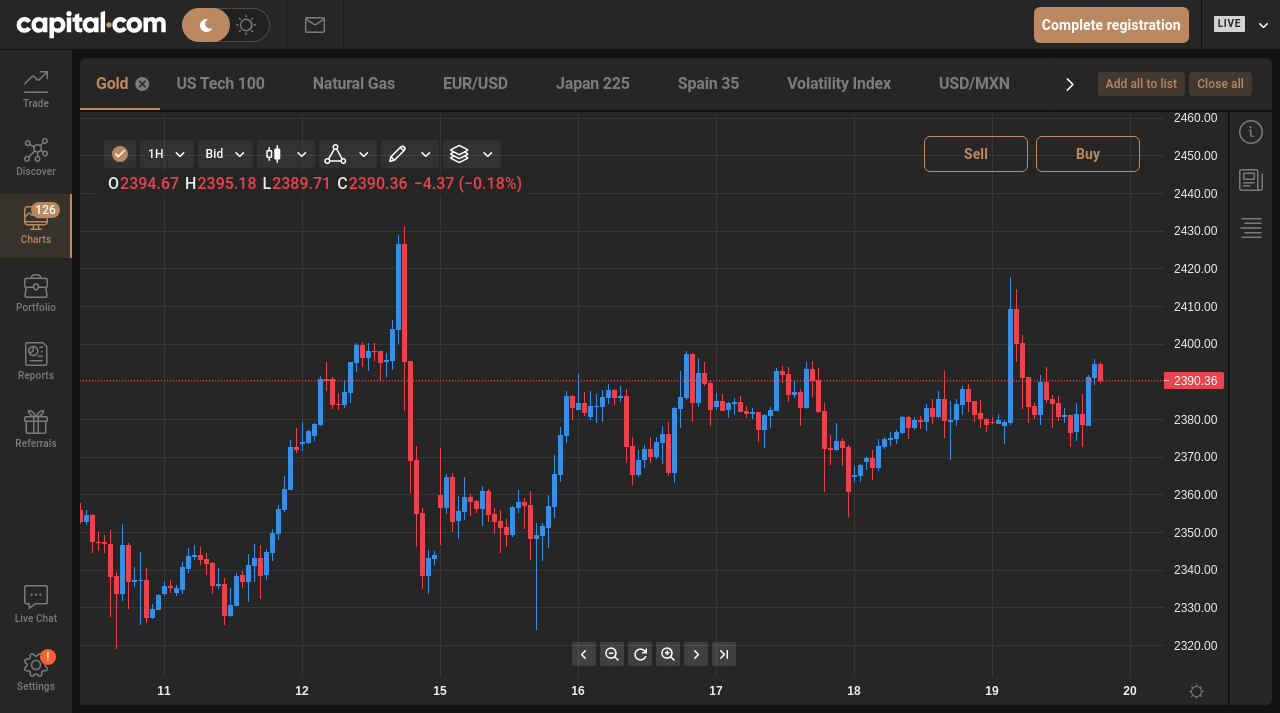 capital.com
Complete registration
LIVE
Trade
Discover
126
Charts
Portfolio
Reports
Referrals
Live Chat
!
Settings
Gold US Tech 100 Natural Gas EUR/USD Japan 225 Spain 35 Volatility Index USD/MXN
Add all to list Close all
1H Bid
Sell Buy
O2394.67 H2395.18 L2389.71 C2390.36 −4.37 (−0.18%)
2460.00
2450.00
2440.00
2430.00
2420.00
2410.00
2400.00
2390.36
2380.00
2370.00
2360.00
2350.00
2340.00
2330.00
2320.00
11 12 15 16 17 18 19 20